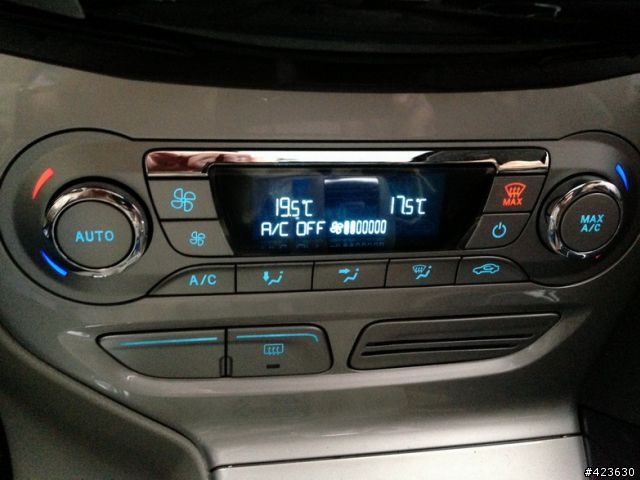 19.5℃ 17.5℃
A/C OFF
MAX
AUTO
MAX
A/C
A/C
#423630